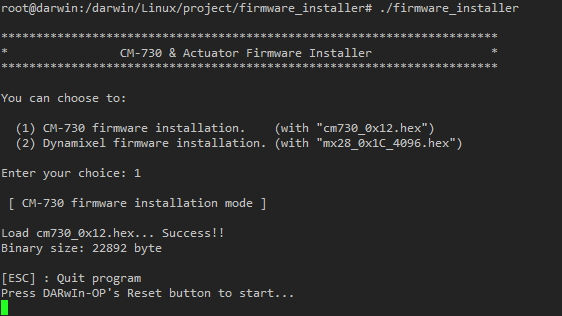 root@darwin:/darwin/Linux/project/firmware_installer# ./firmware_installer
***********************************************************************
* CM-730 & Actuator Firmware Installer *
***********************************************************************
You can choose to:
(1) CM-730 firmware installation. (with "cm730_0x12.hex")
(2) Dynamixel firmware installation. (with "mx28_0x1C_4096.hex")
Enter your choice: 1
[ CM-730 firmware installation mode ]
Load cm730_0x12.hex... Success!!
Binary size: 22892 byte
[ESC] : Quit program
Press DARwIn-OP's Reset button to start...